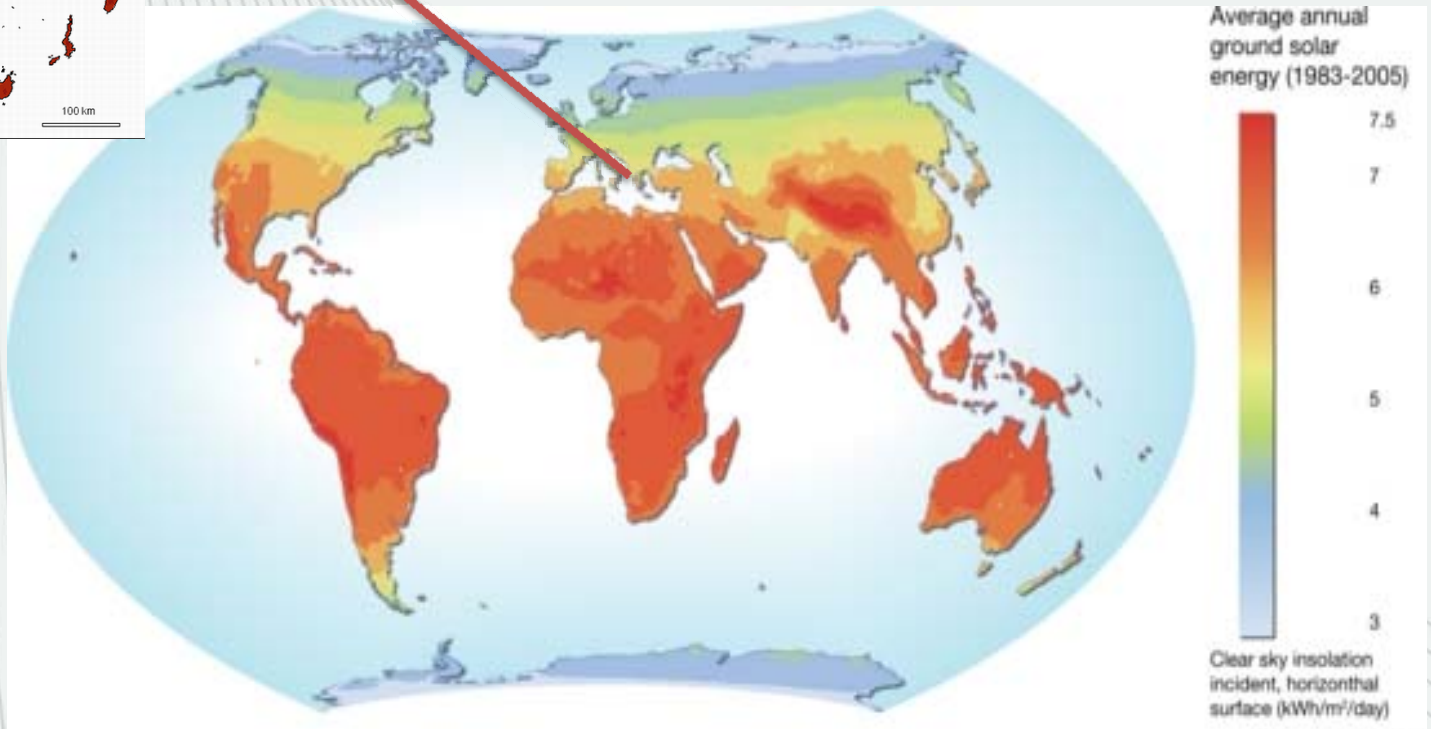 100 km
Average annual
ground solar
energy (1983-2005)
7.5
7
6
5
4
3
Clear sky insolation
incident, horizonthal
surface (kWh/m²/day)